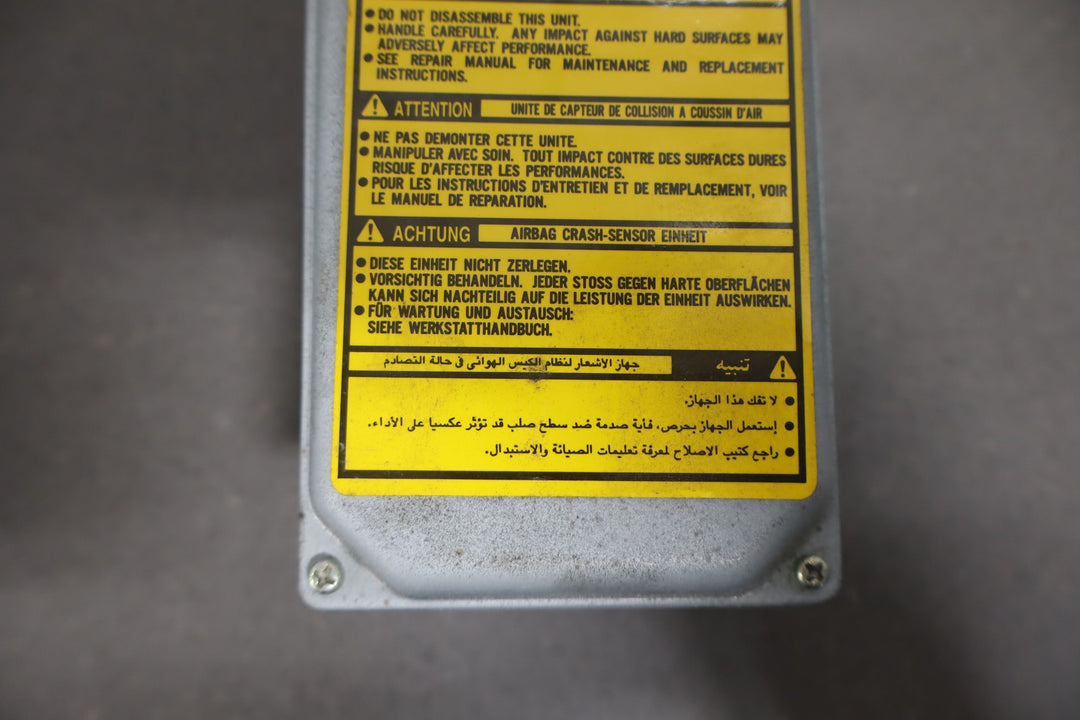 ● DO NOT DISASSEMBLE THIS UNIT.
● HANDLE CAREFULLY. ANY IMPACT AGAINST HARD SURFACES MAY
ADVERSELY AFFECT PERFORMANCE.
● SEE REPAIR MANUAL FOR MAINTENANCE AND REPLACEMENT
INSTRUCTIONS.
ATTENTION UNITE DE CAPTEUR DE COLLISION A COUSSIN D'AIR
● NE PAS DEMONTER CETTE UNITE.
● MANIPULER AVEC SOIN. TOUT IMPACT CONTRE DES SURFACES DURES
RISQUE D'AFFECTER LES PERFORMANCES.
● POUR LES INSTRUCTIONS D'ENTRETIEN ET DE REMPLACEMENT, VOIR
LE MANUEL DE REPARATION.
ACHTUNG AIRBAG CRASH-SENSOR EINHEIT
● DIESE EINHEIT NICHT ZERLEGEN.
● VORSICHTIG BEHANDELN. JEDER STOSS GEGEN HARTE OBERFLÄCHEN
KANN SICH NACHTEILIG AUF DIE LEISTUNG DER EINHEIT AUSWIRKEN.
● FÜR WARTUNG UND AUSTAUSCH:
SIEHE WERKSTATTHANDBUCH.
تنبيه جهاز الاشعار لنظام الكيس الهوائى فى حالة التصادم
● لا تفك هذا الجهاز.
● إستعمل الجهاز بحرص، فأية صدمة ضد سطح صلب قد تؤثر عكسيا على الأداء.
● راجع كتيب الاصلاح لمعرفة تعليمات الصيانة والاستبدال.